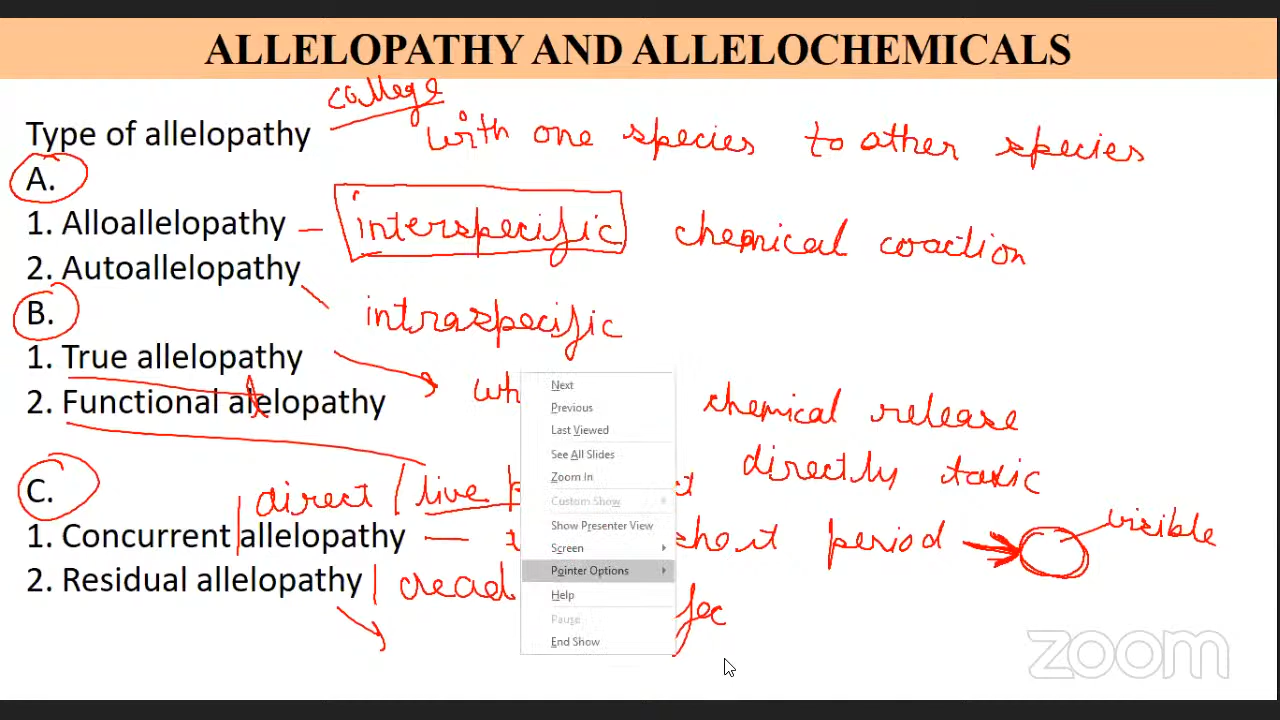 ALLELOPATHY AND ALLELOCHEMICALS
college
Type of allelopathy
with one species to other species
A.
1. Alloallelopathy – interspecific chemical coaction
2. Autoallelopathy
B.
intraspecific
1. True allelopathy
2. Functional allelopathy
chemical release
directly toxic
C.
direct / live
1. Concurrent allelopathy – short period
visible
2. Residual allelopathy
Next
Previous
Last Viewed
See All Slides
Zoom In
Custom Show
Show Presenter View
Screen
Pointer Options
Help
Pause
End Show
zoom